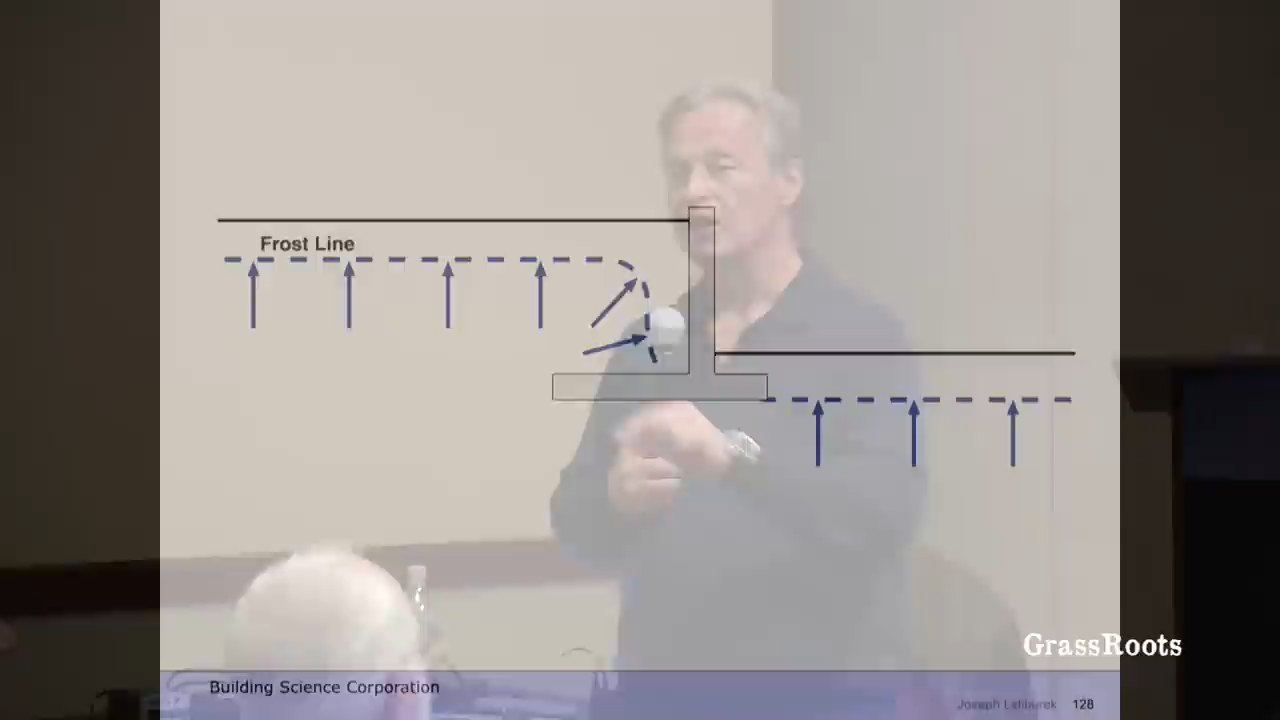 Frost Line
GrassRoots
Building Science Corporation
Joseph Lstiburek 128